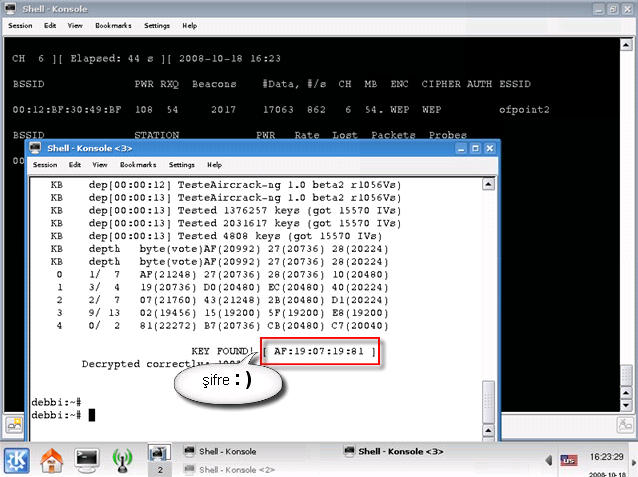 Shell - Konsole
Session Edit View Bookmarks Settings Help
CH 6 ][ Elapsed: 44 s ][ 2008-10-18 16:23
BSSID PWR RXQ Beacons #Data, #/s CH MB ENC CIPHER AUTH ESSID
00:12:BF:30:49:BF 108 54 2017 17063 862 6 54. WEP WEP ofpoint2
BSSID STATION PWR Rate Lost Packets Probes
00
Shell - Konsole <3>
Session Edit View Bookmarks Settings Help
KB dep[00:00:12] TesteAircrack-ng 1.0 beta2 r1056Vs)
KB dep[00:00:13] TesteAircrack-ng 1.0 beta2 r1056Vs)
KB dep[00:00:13] Tested 1376257 keys (got 15570 IVs)
KB dep[00:00:13] Tested 2031617 keys (got 15570 IVs)
KB dep[00:00:13] Tested 4808 keys (got 15570 IVs)
KB depth byte(vote)AF(20992) 27(20736) 28(20224)
KB depth byte(vote)AF(20992) 27(20736) 28(20224)
0 1/ 7 AF(21248) 27(20736) 28(20736) 10(20480)
1 3/ 4 19(20736) D0(20480) EC(20480) 40(20224)
2 2/ 7 07(21760) 43(21248) 2B(20480) D1(20224)
3 9/ 13 02(19456) 15(19200) 5F(19200) E8(19200)
4 0/ 2 81(22272) B7(20736) CB(20480) C7(20040)
KEY FOUND! [ AF:19:07:19:81 ]
Decrypted correctly:
şifre :)
debbi:~#
debbi:~#
Shell - Konsole
Shell - Konsole <2>
Shell - Konsole <3>
2
16:23:29
2008-10-18